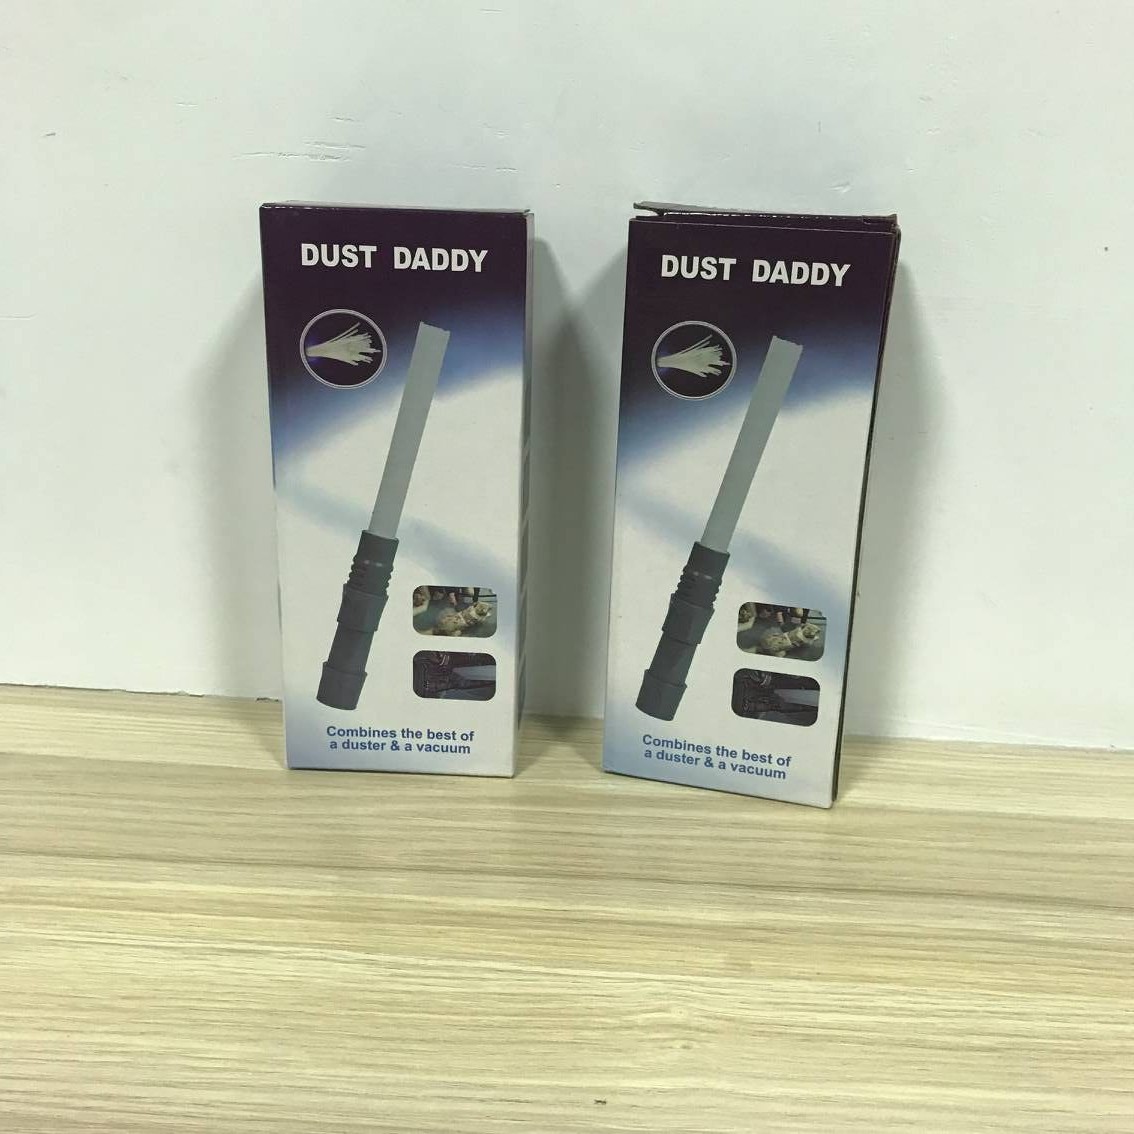 DUST DADDY
Combines the best of
a duster & a vacuum
DUST DADDY
Combines the best of
a duster & a vacuum